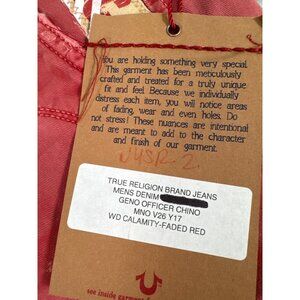 You are holding something very special.
This garment has been meticulously
crafted and treated for a truly unique
fit and feel. Because we individually
distress each item, you will notice areas
of fading, wear and even holes. Do
not stress! These nuances are intentional
and are meant to add to the character
and finish of our garment.
TRUE RELIGION BRAND JEANS
MENS DENIM
GENO OFFICER CHINO
MNO V26 Y17
WD CALAMITY-FADED RED
see inside garment